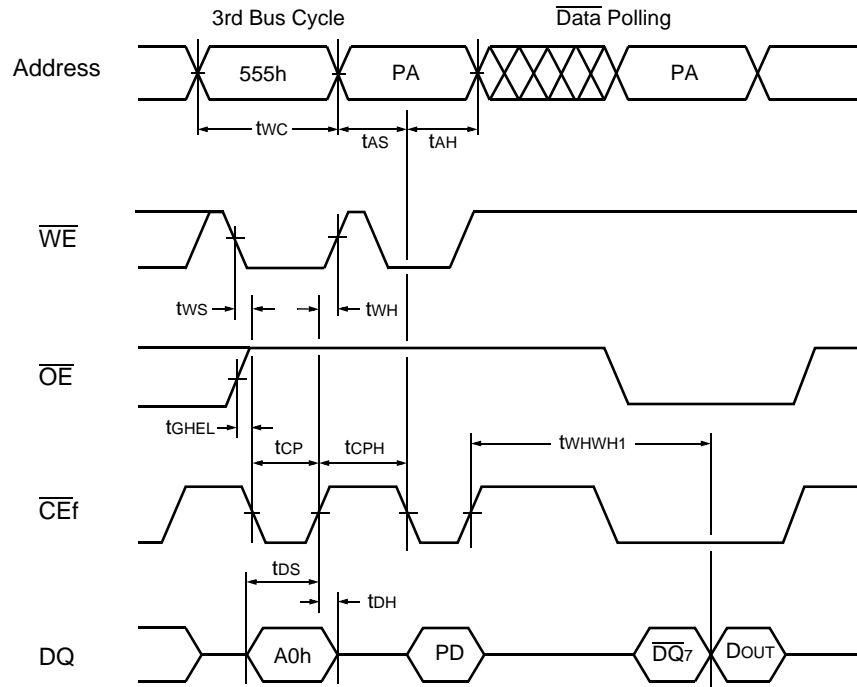 3rd Bus Cycle
Data Polling
Address
555h
PA
PA
tWC
tAS
tAH
WE
tWS
tWH
OE
tGHEL
tCP
tCPH
tWHWH1
CEf
tDS
tDH
DQ
A0h
PD
DQ7
DOUT